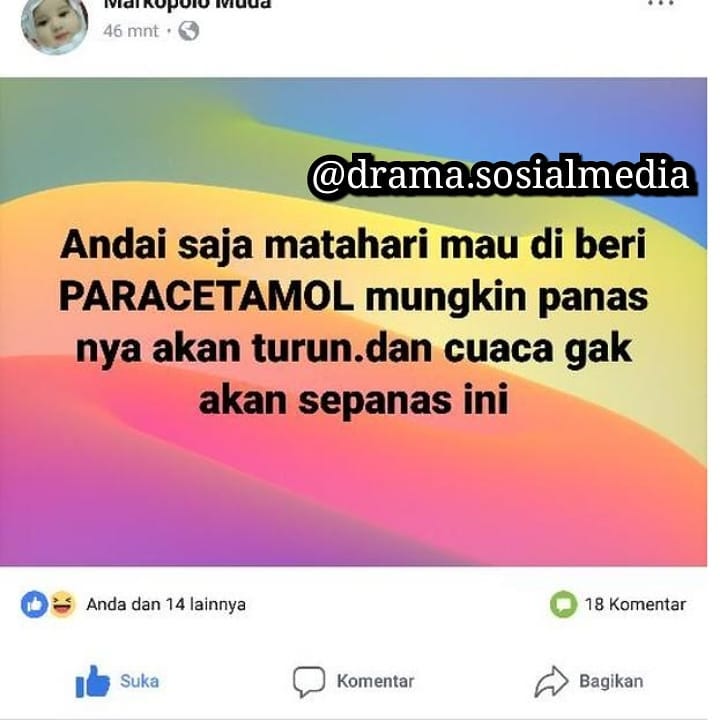 Markopolo Muda
46 mnt
@drama.sosialmedia
Andai saja matahari mau di beri
PARACETAMOL mungkin panas
nya akan turun.dan cuaca gak
akan sepanas ini
Anda dan 14 lainnya
18 Komentar
Suka
Komentar
Bagikan